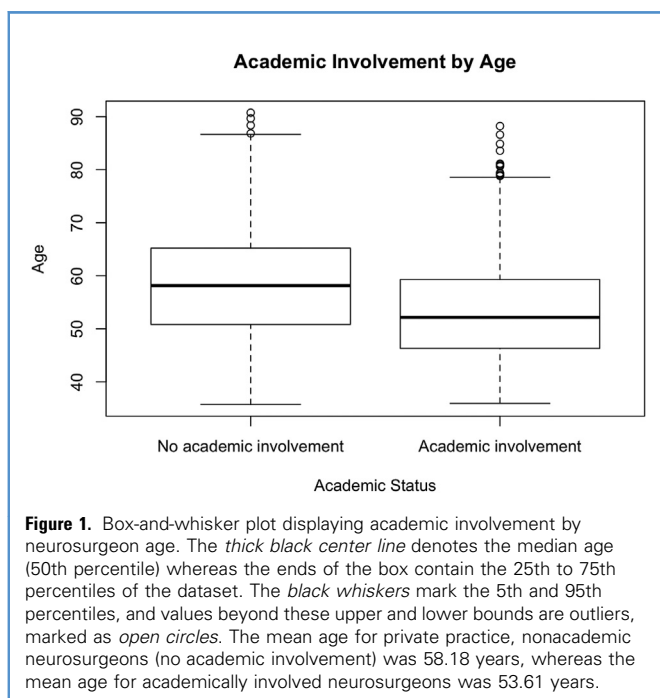 Academic Involvement by Age
90
80
70
60
50
40
Age
No academic involvement
Academic involvement
Academic Status
Figure 1. Box-and-whisker plot displaying academic involvement by
neurosurgeon age. The thick black center line denotes the median age
(50th percentile) whereas the ends of the box contain the 25th to 75th
percentiles of the dataset. The black whiskers mark the 5th and 95th
percentiles, and values beyond these upper and lower bounds are outliers,
marked as open circles. The mean age for private practice, nonacademic
neurosurgeons (no academic involvement) was 58.18 years, whereas the
mean age for academically involved neurosurgeons was 53.61 years.